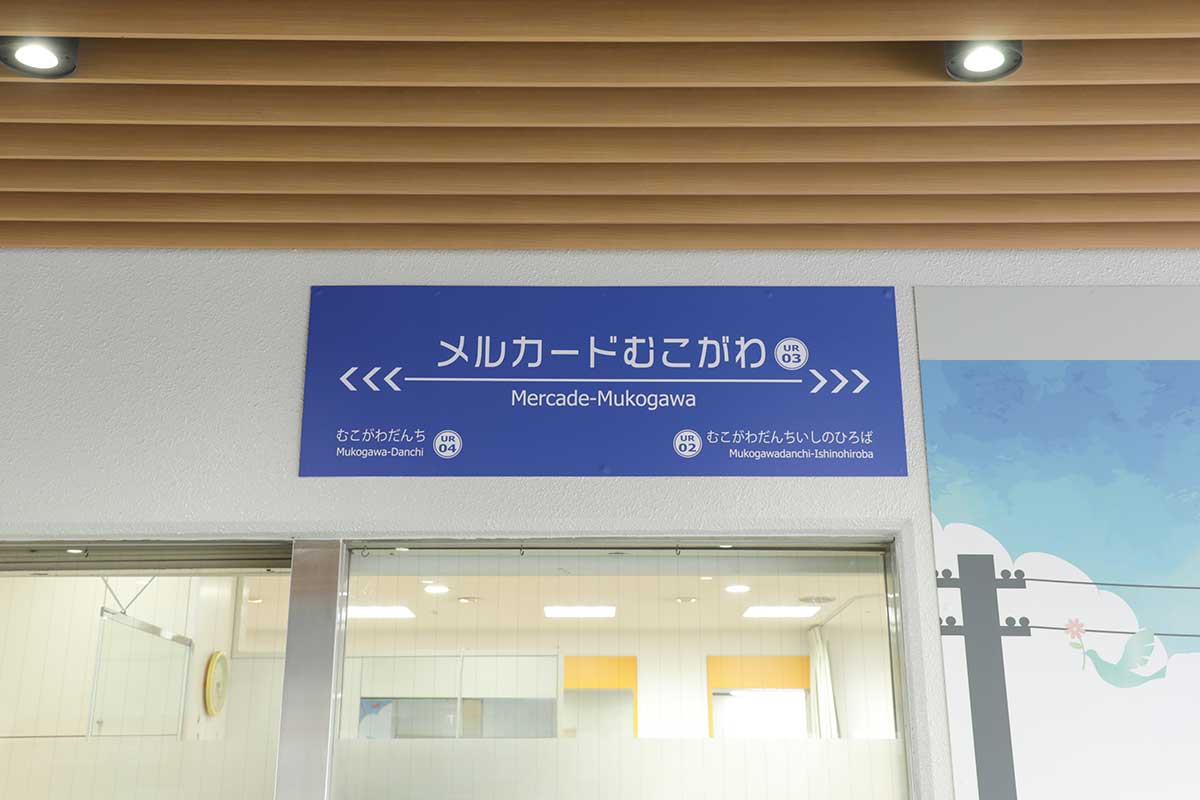 メルカードむこがわ UR 03
Mercade-Mukogawa
むこがわだんち UR 04
Mukogawa-Danchi
UR 02 むこがわだんちいしのひろば
Mukogawadanchi-Ishinohiroba